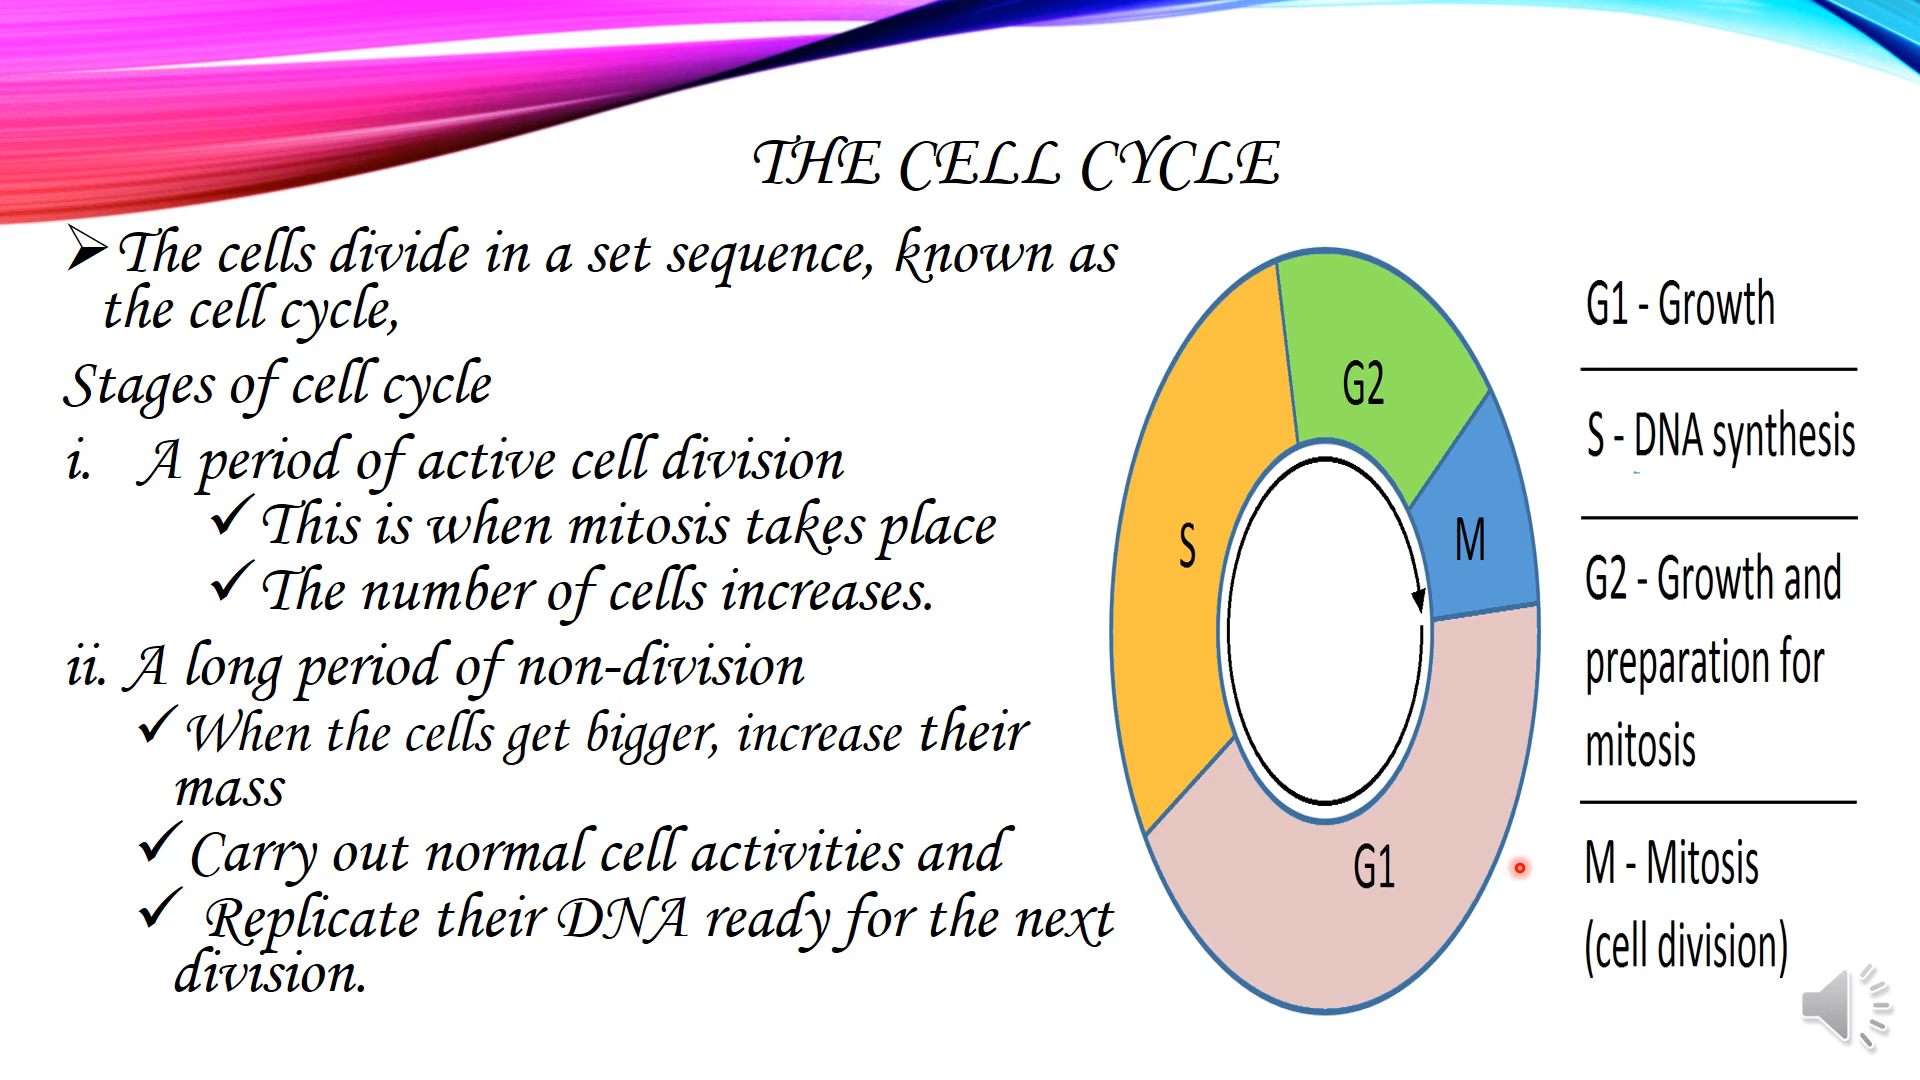 THE CELL CYCLE
The cells divide in a set sequence, known as
the cell cycle,
Stages of cell cycle
i. A period of active cell division
This is when mitosis takes place
The number of cells increases.
ii. A long period of non-division
When the cells get bigger, increase their
mass
Carry out normal cell activities and
Replicate their DNA ready for the next
division.
G2
S
M
G1
G1 - Growth
S - DNA synthesis
G2 - Growth and
preparation for
mitosis
M - Mitosis
(cell division)